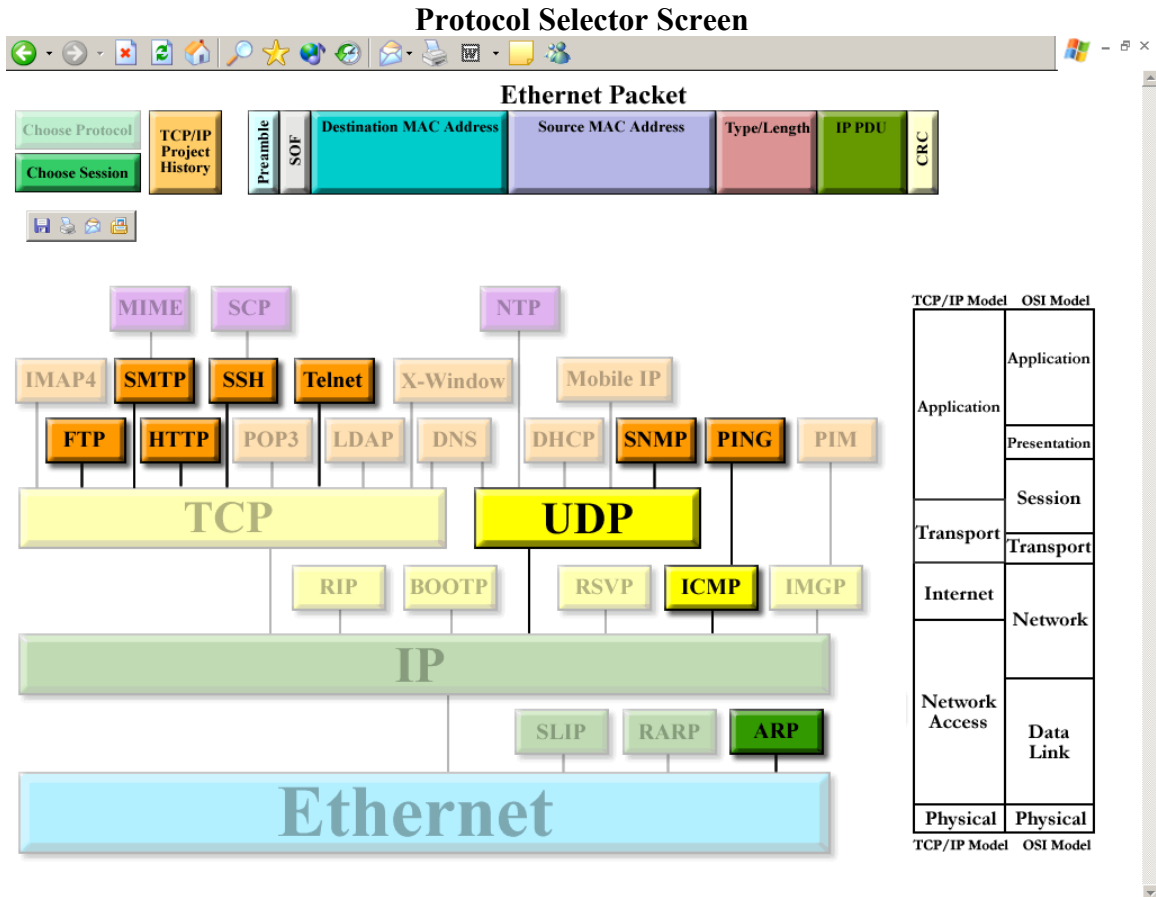 Protocol Selector Screen
Ethernet Packet
Choose Protocol
Choose Session
TCP/IP
Project
History
Preamble
SOF
Destination MAC Address
Source MAC Address
Type/Length
IP PDU
CRC
MIME
SCP
NTP
IMAP4
SMTP
SSH
Telnet
X-Window
Mobile IP
FTP
HTTP
POP3
LDAP
DNS
DHCP
SNMP
PING
PIM
TCP
UDP
RIP
BOOTP
RSVP
ICMP
IMGP
IP
SLIP
RARP
ARP
Ethernet
TCP/IP Model
OSI Model
Application
Application
Presentation
Session
Transport
Transport
Internet
Network
Network
Access
Data
Link
Physical
Physical
TCP/IP Model
OSI Model